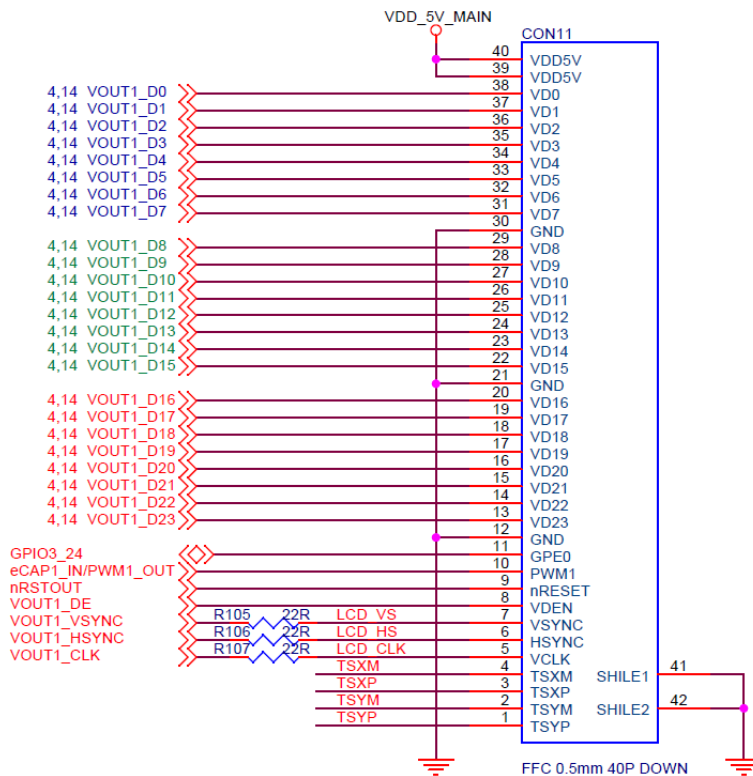 VDD_5V_MAIN
CON11
40 VDD5V
39 VDD5V
4,14 VOUT1_D0 38 VD0
4,14 VOUT1_D1 37 VD1
4,14 VOUT1_D2 36 VD2
4,14 VOUT1_D3 35 VD3
4,14 VOUT1_D4 34 VD4
4,14 VOUT1_D5 33 VD5
4,14 VOUT1_D6 32 VD6
4,14 VOUT1_D7 31 VD7
30 GND
4,14 VOUT1_D8 29 VD8
4,14 VOUT1_D9 28 VD9
4,14 VOUT1_D10 27 VD10
4,14 VOUT1_D11 26 VD11
4,14 VOUT1_D12 25 VD12
4,14 VOUT1_D13 24 VD13
4,14 VOUT1_D14 23 VD14
4,14 VOUT1_D15 22 VD15
21 GND
4,14 VOUT1_D16 20 VD16
4,14 VOUT1_D17 19 VD17
4,14 VOUT1_D18 18 VD18
4,14 VOUT1_D19 17 VD19
4,14 VOUT1_D20 16 VD20
4,14 VOUT1_D21 15 VD21
4,14 VOUT1_D22 14 VD22
4,14 VOUT1_D23 13 VD23
12 GND
GPIO3_24 11 GPE0
eCAP1_IN/PWM1_OUT 10 PWM1
nRSTOUT 9 nRESET
VOUT1_DE 8 VDEN
VOUT1_VSYNC R105 22R LCD_VS 7 VSYNC
VOUT1_HSYNC R106 22R LCD_HS 6 HSYNC
VOUT1_CLK R107 22R LCD_CLK 5 VCLK
TSXM 4 TSXM SHILE1 41
TSXP 3 TSXP
TSYM 2 TSYM SHILE2 42
TSYP 1 TSYP
FFC 0.5mm 40P DOWN